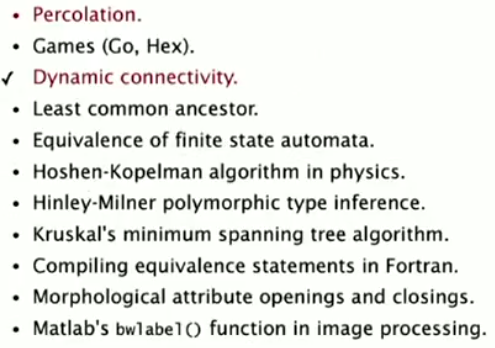 • Percolation.
• Games (Go, Hex).
✓ Dynamic connectivity.
• Least common ancestor.
• Equivalence of finite state automata.
• Hoshen-Kopelman algorithm in physics.
• Hinley-Milner polymorphic type inference.
• Kruskal's minimum spanning tree algorithm.
• Compiling equivalence statements in Fortran.
• Morphological attribute openings and closings.
• Matlab's bwlabel() function in image processing.